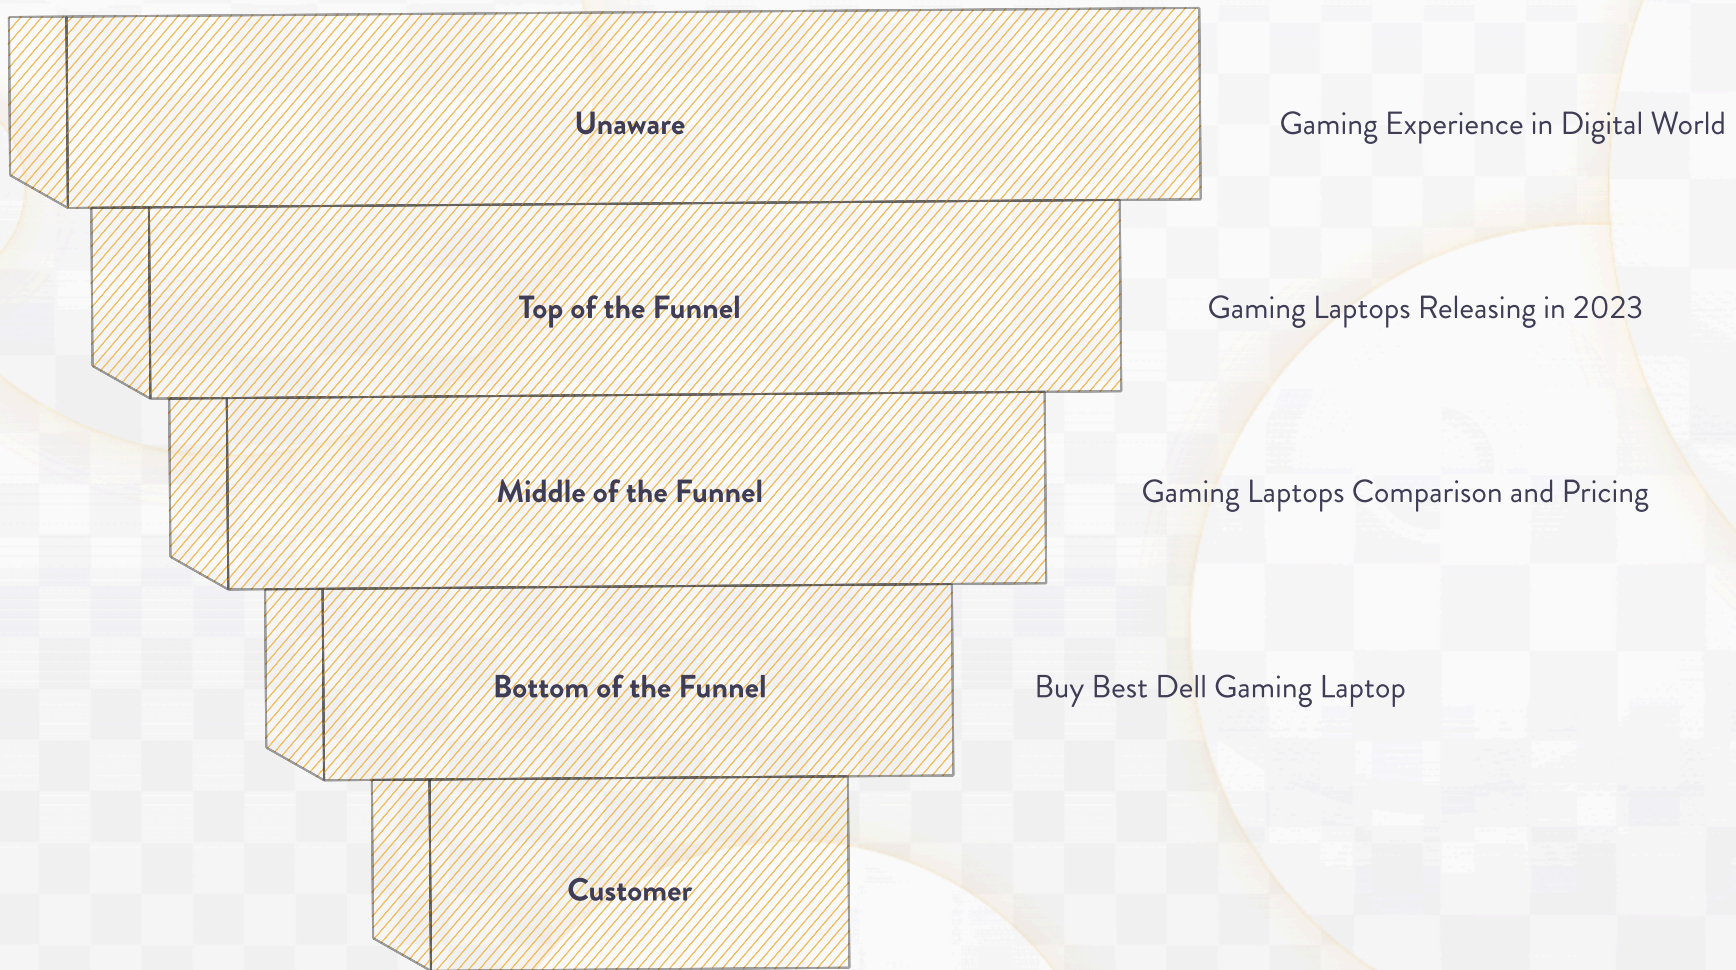 Unaware
Gaming Experience in Digital World
Top of the Funnel
Gaming Laptops Releasing in 2023
Middle of the Funnel
Gaming Laptops Comparison and Pricing
Bottom of the Funnel
Buy Best Dell Gaming Laptop
Customer